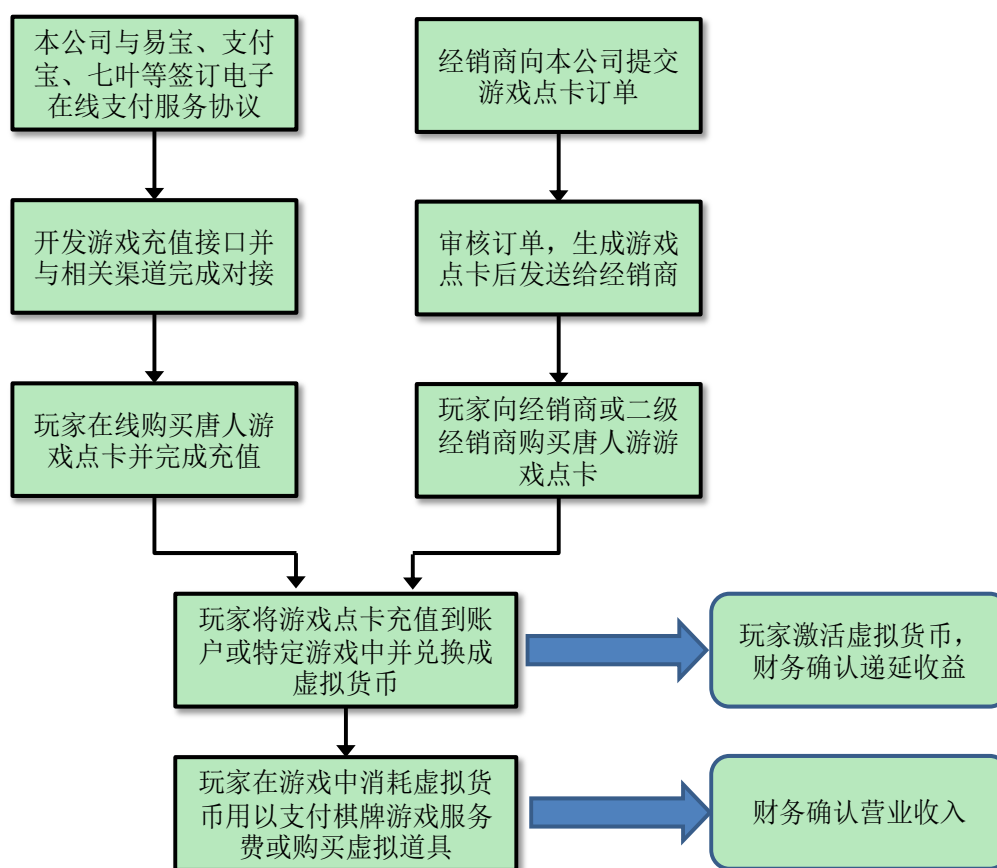 本公司与易宝、支付
宝、七叶等签订电子
在线支付服务协议
经销商向本公司提交
游戏点卡订单
开发游戏充值接口并
与相关渠道完成对接
审核订单，生成游戏
点卡后发送给经销商
玩家在线购买唐人游
戏点卡并完成充值
玩家向经销商或二级
经销商购买唐人游游
戏点卡
玩家将游戏点卡充值到账
户或特定游戏中并兑换成
虚拟货币
玩家激活虚拟货币，
财务确认递延收益
玩家在游戏中消耗虚拟货
币用以支付棋牌游戏服务
费或购买虚拟道具
财务确认营业收入